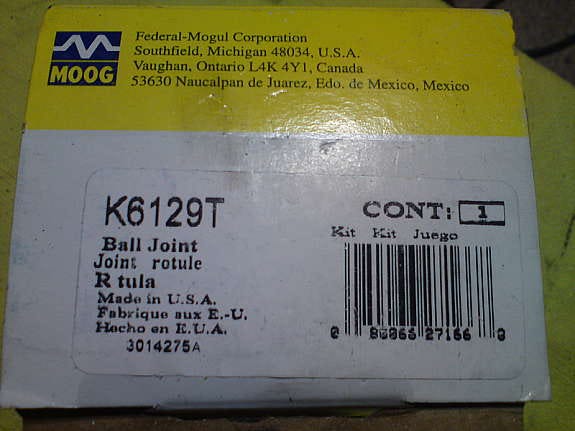 MOOG
Federal-Mogul Corporation
Southfield, Michigan 48034, U.S.A.
Vaughan, Ontario L4K 4Y1, Canada
53630 Naucalpan de Juarez, Edo. de Mexico, Mexico
K6129T
Ball Joint
Joint rotule
R tula
Made in U.S.A.
Fabrique aux E.-U.
Hecho en E.U.A.
3014275A
CONT: 1
Kit Kit Juego
0 27166